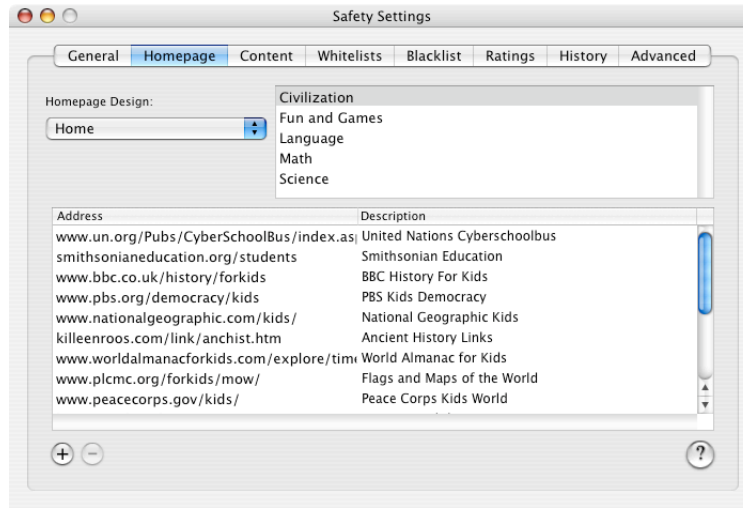 Safety Settings
General Homepage Content Whitelists Blacklist Ratings History Advanced
Homepage Design:
Home
Civilization
Fun and Games
Language
Math
Science
Address Description
www.un.org/Pubs/CyberSchoolBus/index.as United Nations Cyberschoolbus
smithsonianeducation.org/students Smithsonian Education
www.bbc.co.uk/history/forkids BBC History For Kids
www.pbs.org/democracy/kids PBS Kids Democracy
www.nationalgeographic.com/kids/ National Geographic Kids
killeenroos.com/link/anchist.htm Ancient History Links
www.worldalmanacforkids.com/explore/tim World Almanac for Kids
www.plcmc.org/forkids/mow/ Flags and Maps of the World
www.peacecorps.gov/kids/ Peace Corps Kids World
?